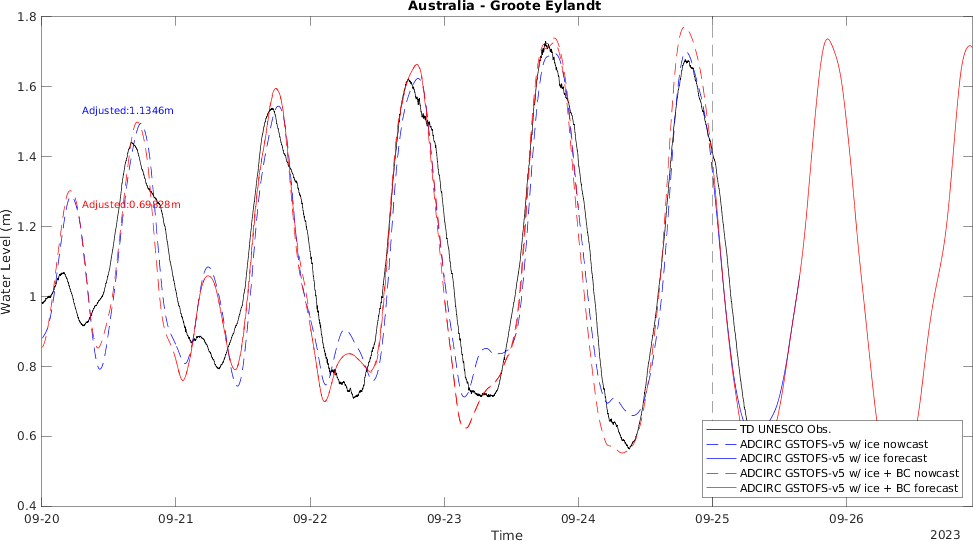 Australia - Groote Eylandt
1.8
1.6
1.4
1.2
1
0.8
0.6
0.4
Water Level (m)
Adjusted:1.1346m
TD UNESCO Obs.
ADCIRC GSTOFS-v5 w/ ice nowcast
ADCIRC GSTOFS-v5 w/ ice forecast
ADCIRC GSTOFS-v5 w/ ice + BC nowcast
ADCIRC GSTOFS-v5 w/ ice + BC forecast
09-20
09-21
09-22
09-23
09-24
09-25
09-26
Time
2023